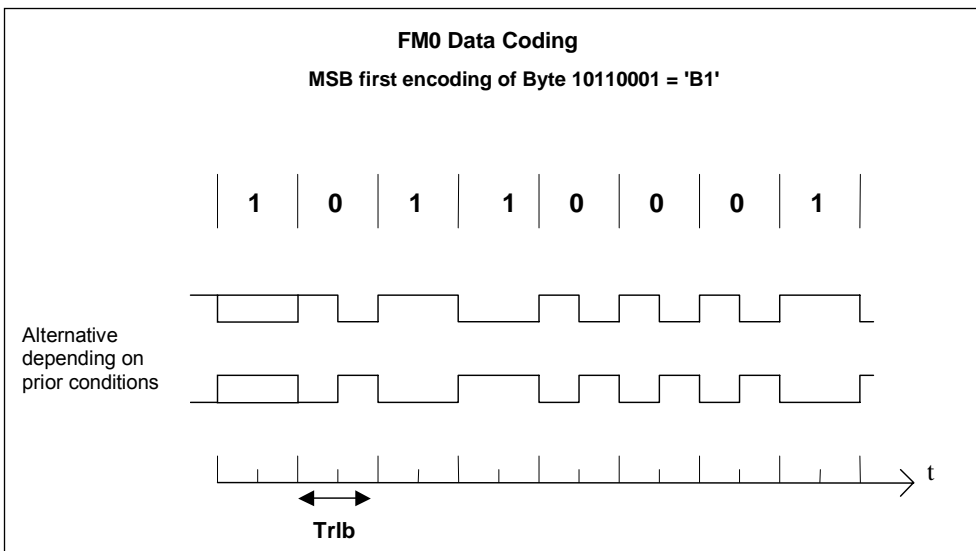 FM0 Data Coding
MSB first encoding of Byte 10110001 = 'B1'
1 0 1 1 0 0 0 1
Alternative
depending on
prior conditions
t
Trlb